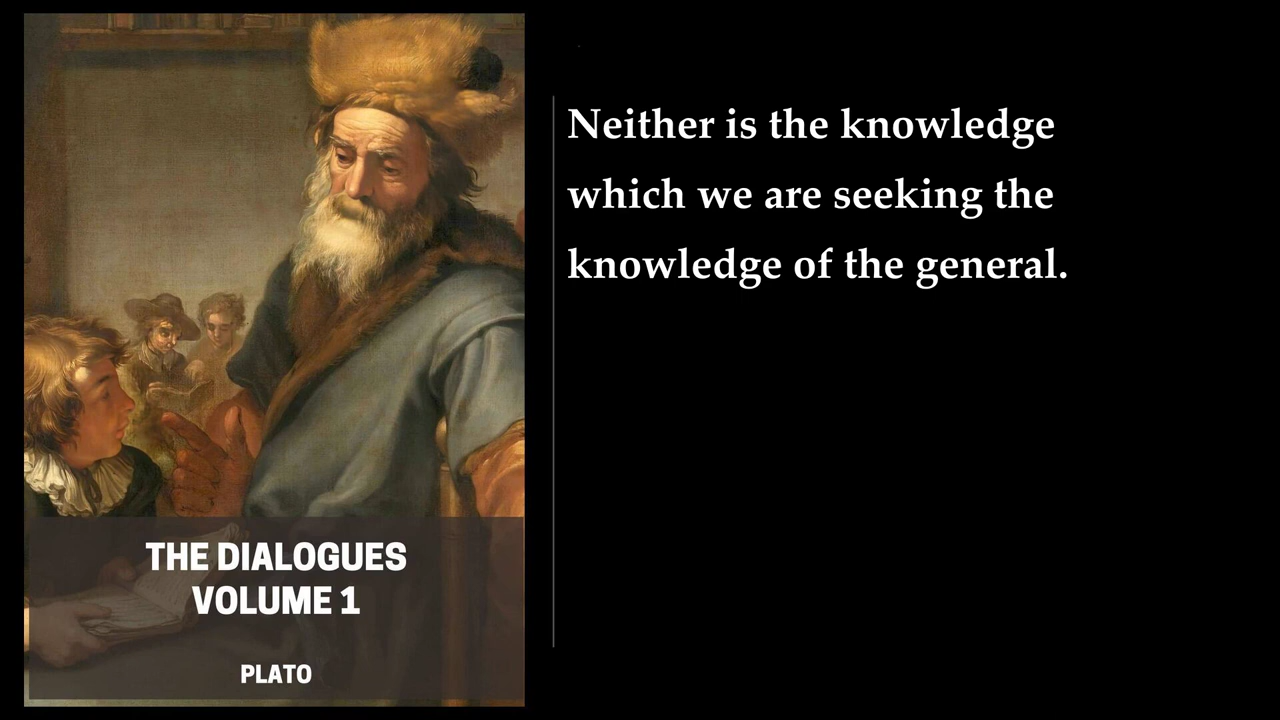 THE DIALOGUES
VOLUME 1
PLATO
Neither is the knowledge
which we are seeking the
knowledge of the general.